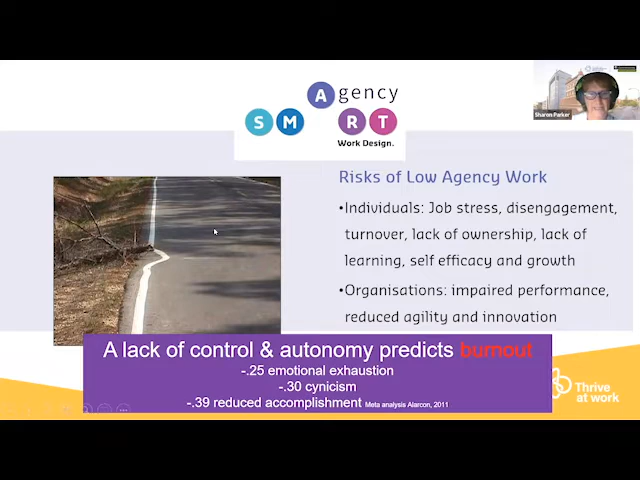 Agency
SMART
Work Design.
Sharon Parker
Risks of Low Agency Work
•Individuals: Job stress, disengagement,
turnover, lack of ownership, lack of
learning, self efficacy and growth
•Organisations: impaired performance,
reduced agility and innovation
A lack of control & autonomy predicts burnout
-.25 emotional exhaustion
-.30 cynicism
-.39 reduced accomplishment Meta analysis Alarcon, 2011
Thrive
at work